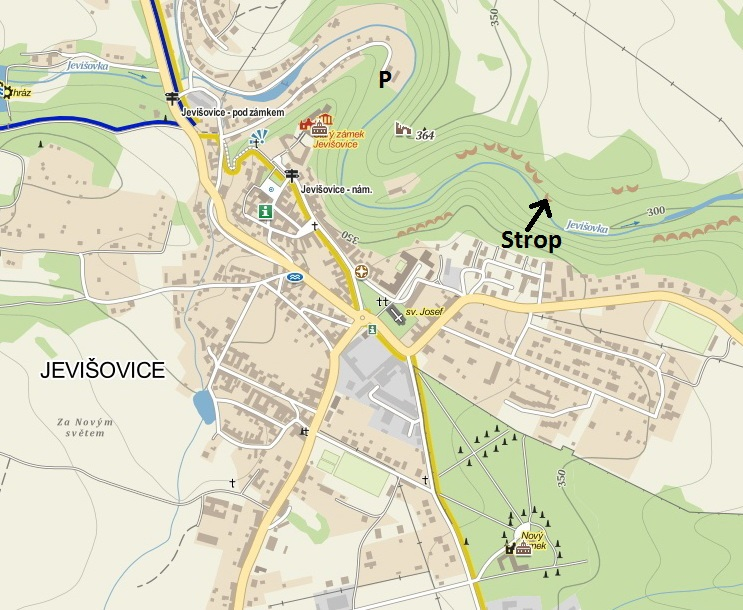 350
Jevišovka
hráz
P
Jevišovice - pod zámkem
Starý zámek
Jevišovice
364
Jevišovice - nám.
300
Jevišovka
Strop
350
sv. Josef
JEVIŠOVICE
Za Novým
světem
350
Nový
zámek